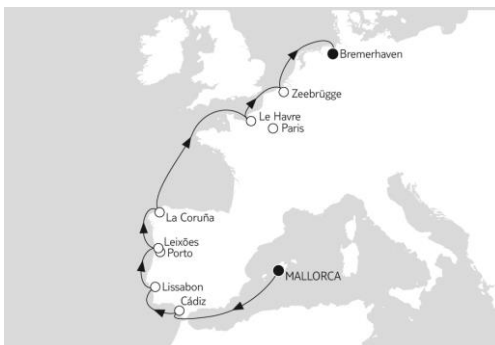 Bremerhaven
Zeebrügge
Le Havre
Paris
La Coruña
Leixões
Porto
MALLORCA
Lissabon
Cádiz